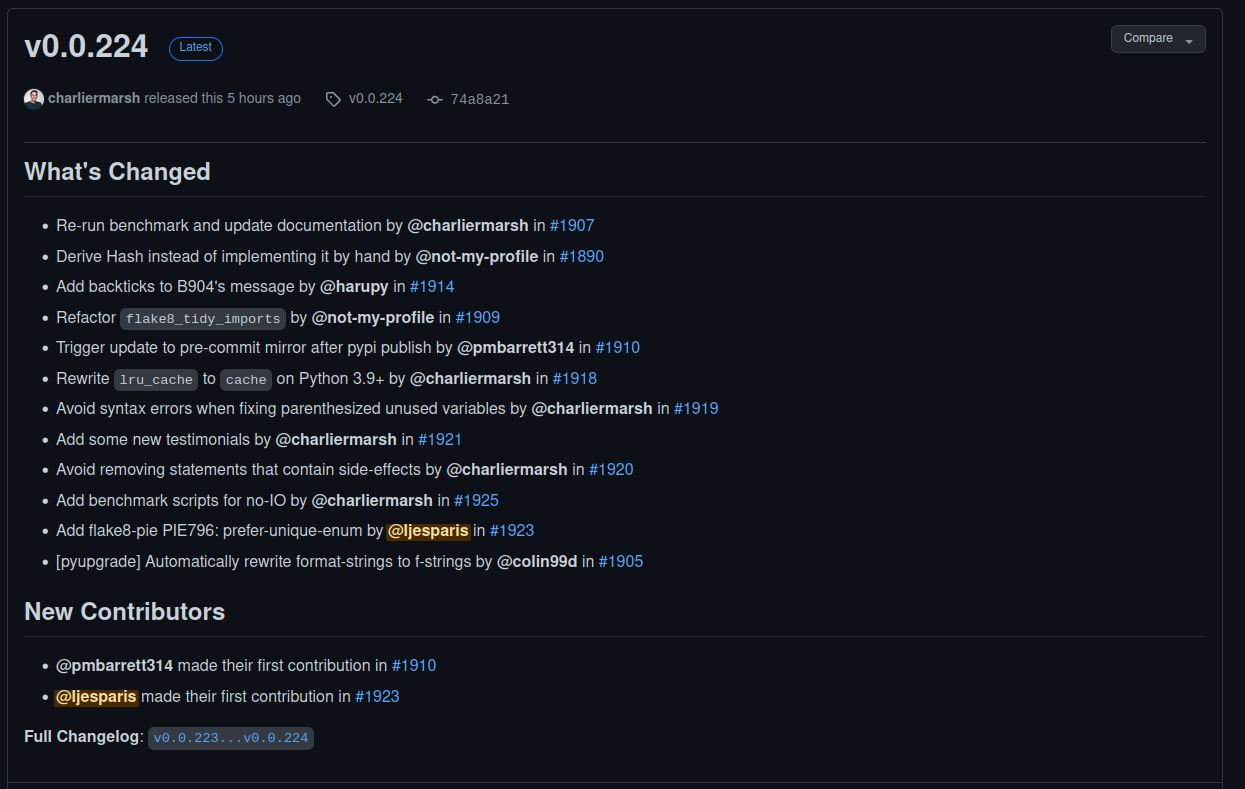 v0.0.224 Latest Compare
charliermarsh released this 5 hours ago v0.0.224 74a8a21
What's Changed
• Re-run benchmark and update documentation by @charliermarsh in #1907
• Derive Hash instead of implementing it by hand by @not-my-profile in #1890
• Add backticks to B904's message by @harupy in #1914
• Refactor flake8_tidy_imports by @not-my-profile in #1909
• Trigger update to pre-commit mirror after pypi publish by @pmbarrett314 in #1910
• Rewrite lru_cache to cache on Python 3.9+ by @charliermarsh in #1918
• Avoid syntax errors when fixing parenthesized unused variables by @charliermarsh in #1919
• Add some new testimonials by @charliermarsh in #1921
• Avoid removing statements that contain side-effects by @charliermarsh in #1920
• Add benchmark scripts for no-IO by @charliermarsh in #1925
• Add flake8-pie PIE796: prefer-unique-enum by @ljesparis in #1923
• [pyupgrade] Automatically rewrite format-strings to f-strings by @colin99d in #1905
New Contributors
• @pmbarrett314 made their first contribution in #1910
• @ljesparis made their first contribution in #1923
Full Changelog: v0.0.223...v0.0.224